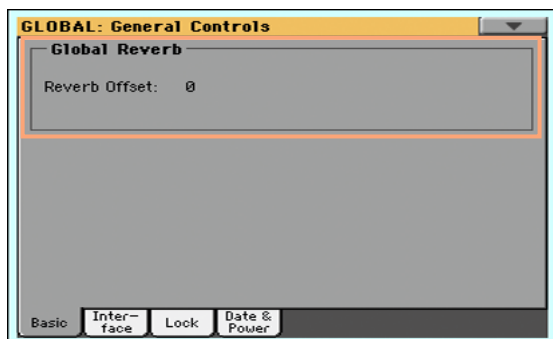 GLOBAL: General Controls
Global Reverb
Reverb Offset: 0
Basic
Inter-
face
Lock
Date &
Power